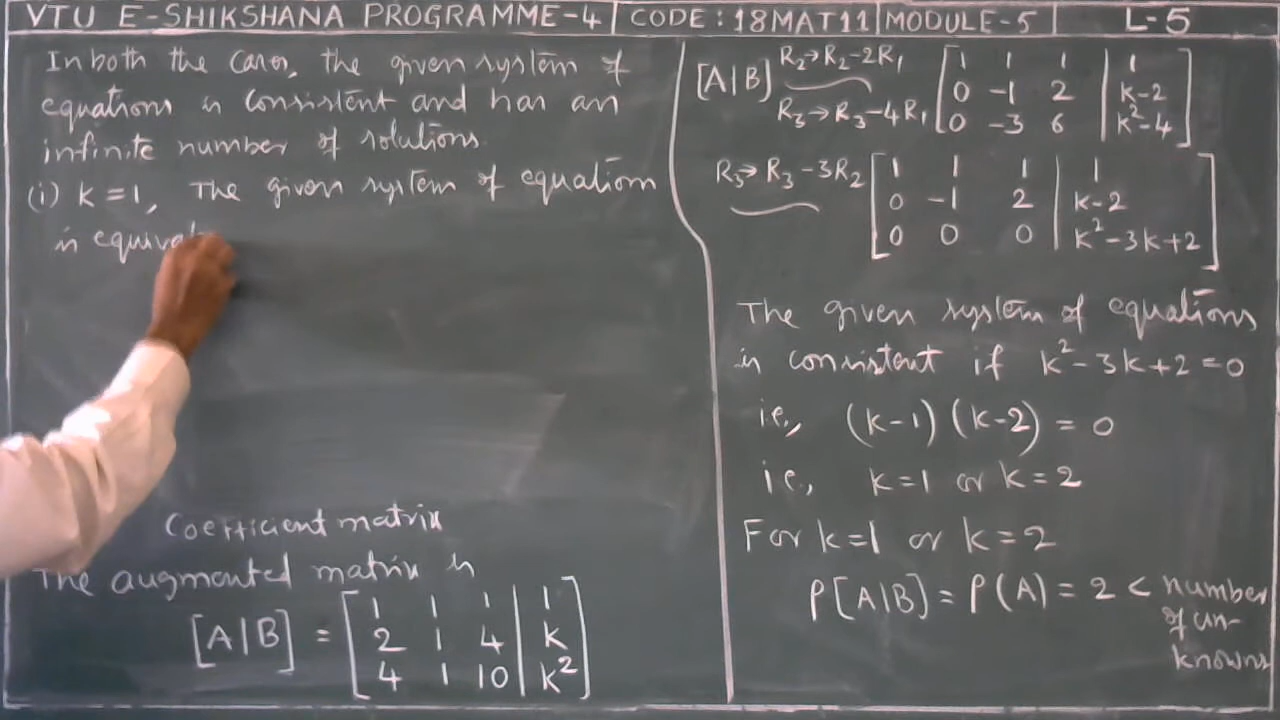 VTU E-SHIKSHANA PROGRAMME-4 | CODE: 18MAT11 | MODULE-5 | L-5
In both the cases, the given system of
equations is consistent and has an
infinite number of solutions.
(i) k=1, The given system of equations
is equival
Coefficient matrix
The augmented matrix is
[A|B] = [1 1 1 | 1
2 1 4 | k
4 1 10 | k²]
[A|B] R₂→R₂-2R₁ R₃→R₃-4R₁ [1 1 1 | 1
0 -1 2 | k-2
0 -3 6 | k²-4]
R₃→R₃-3R₂ [1 1 1 | 1
0 -1 2 | k-2
0 0 0 | k²-3k+2]
The given system of equations
is consistent if k²-3k+2=0
i.e., (k-1)(k-2) = 0
i.e., k=1 or k=2
For k=1 or k=2
ρ[A|B] = ρ(A) = 2 < number
of un-
knowns